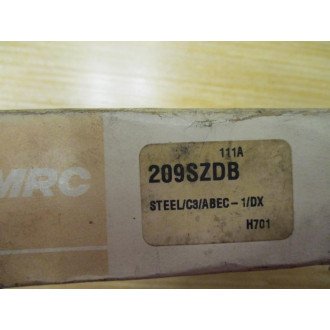 MRC
111A
209SZDB
STEEL/C3/ABEC-1/DX
H701